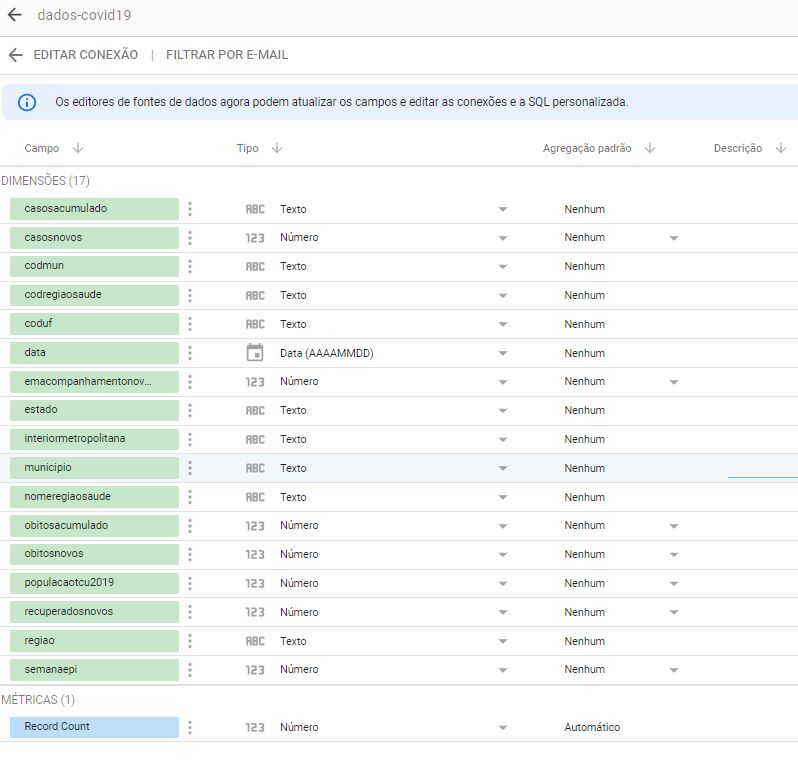 dados-covid19
EDITAR CONEXÃO | FILTRAR POR E-MAIL
Os editores de fontes de dados agora podem atualizar os campos e editar as conexões e a SQL personalizada.
Campo Tipo Agregação padrão Descrição
DIMENSÕES (17)
casosacumulado ABC Texto Nenhum
casosnovos 123 Número Nenhum
codmun ABC Texto Nenhum
codregiaosaude ABC Texto Nenhum
coduf ABC Texto Nenhum
data Data (AAAAMMDD) Nenhum
emacompanhamentonov... 123 Número Nenhum
estado ABC Texto Nenhum
interiormetropolitana ABC Texto Nenhum
municipio ABC Texto Nenhum
nomeregiaosaude ABC Texto Nenhum
obitosacumulado 123 Número Nenhum
obitosnovos 123 Número Nenhum
populacaotcu2019 123 Número Nenhum
recuperadosnovos 123 Número Nenhum
regiao ABC Texto Nenhum
semanaepi 123 Número Nenhum
MÉTRICAS (1)
Record Count 123 Número Automático